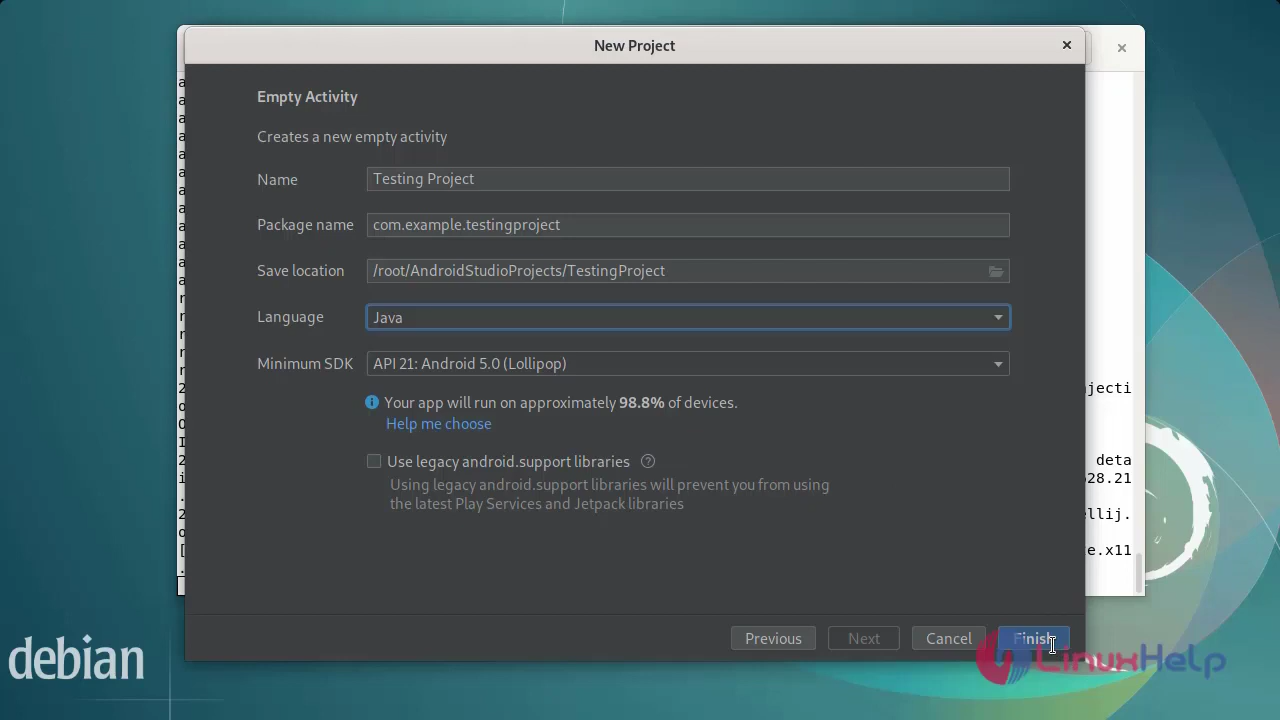 New Project
Empty Activity
Creates a new empty activity
Name Testing Project
Package name com.example.testingproject
Save location /root/AndroidStudioProjects/TestingProject
Language Java
Minimum SDK API 21: Android 5.0 (Lollipop)
Your app will run on approximately 98.8% of devices.
Help me choose
Use legacy android.support libraries
Using legacy android.support libraries will prevent you from using
the latest Play Services and Jetpack libraries
Previous Next Cancel Finish
debian
LinuxHelp